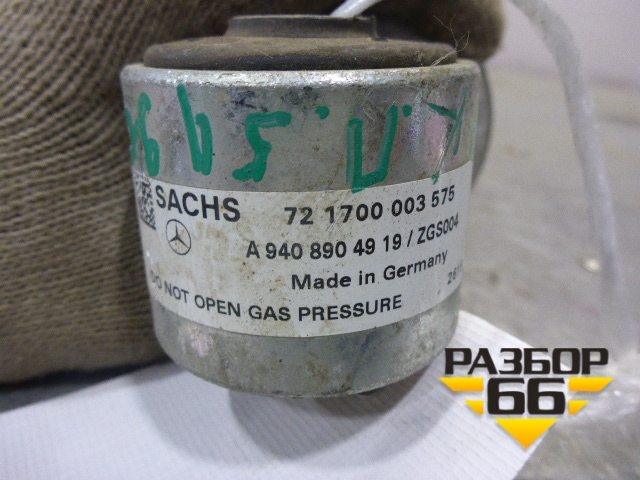 SACHS 72 1700 003 575
A 940 890 49 19 / ZGS004
Made in Germany
DO NOT OPEN GAS PRESSURE
РАЗБОР
66